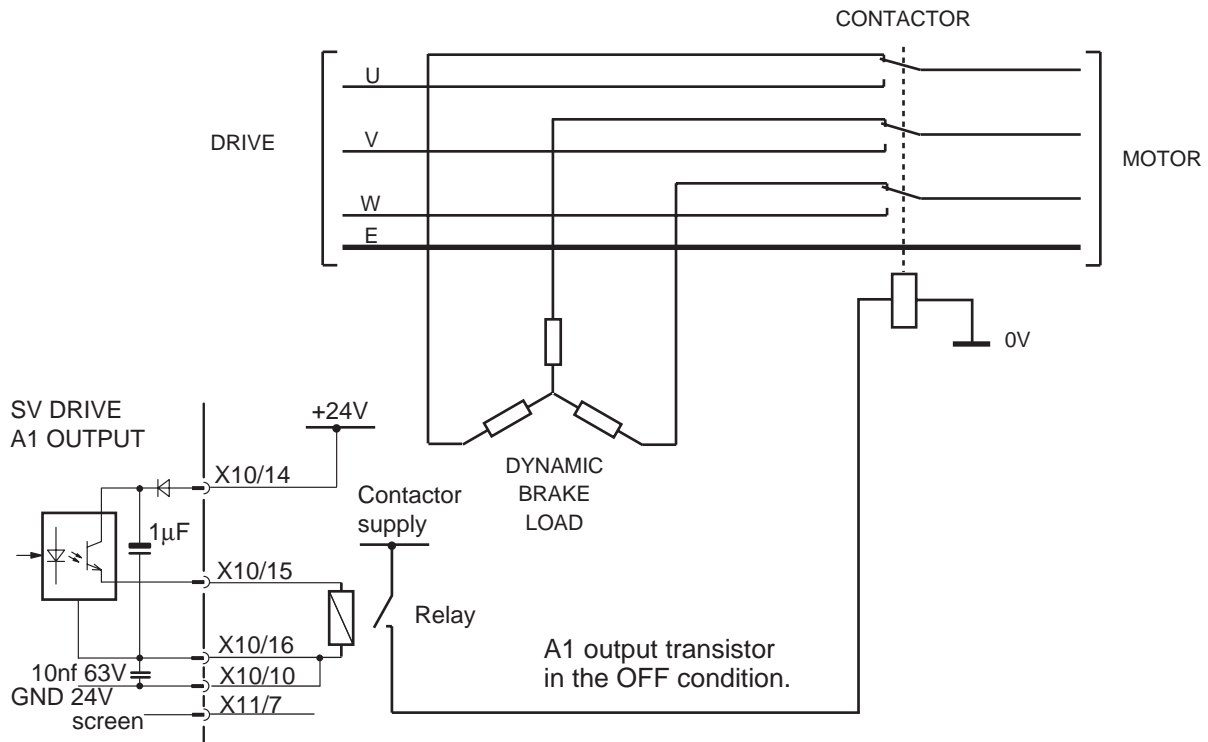 CONTACTOR
U
DRIVE
V
MOTOR
W
E
0V
SV DRIVE
A1 OUTPUT
+24V
X10/14
DYNAMIC
BRAKE
LOAD
Contactor
supply
1µF
X10/15
Relay
A1 output transistor
in the OFF condition.
X10/16
10nf 63V
X10/10
GND 24V
X11/7
screen